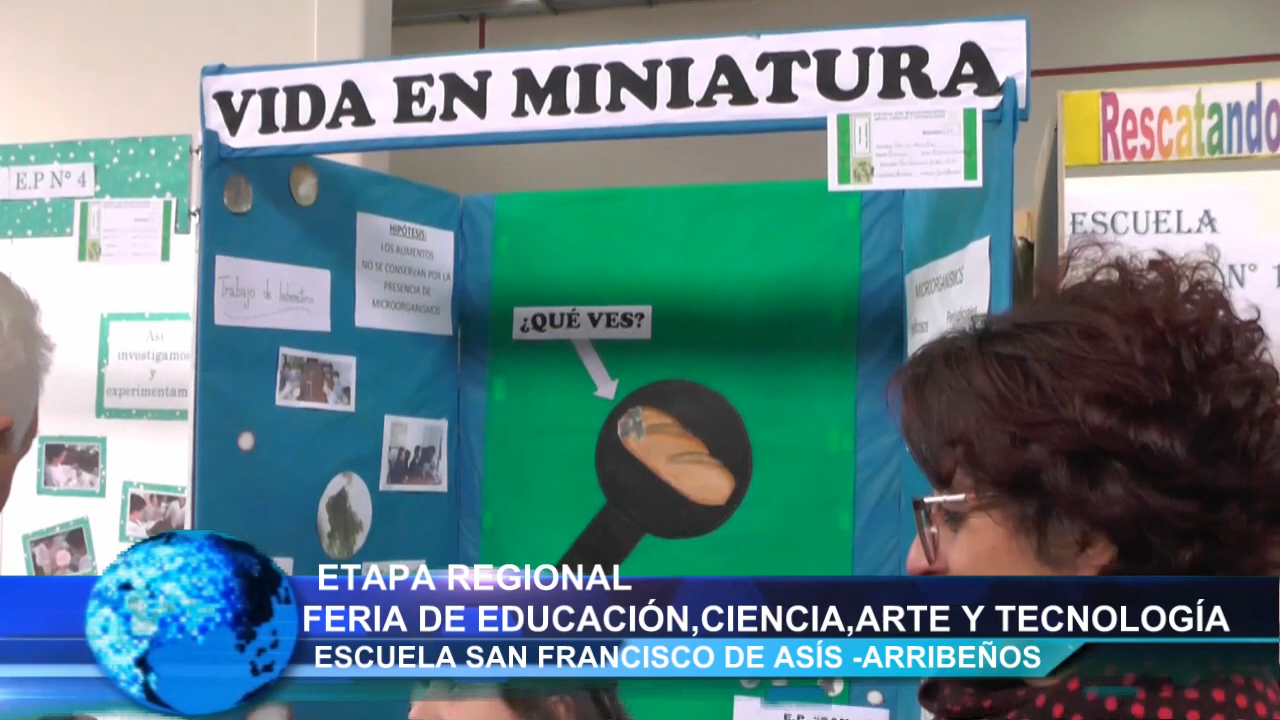 VIDA EN MINIATURA
Rescatando
E.P Nº 4
HIPÓTESIS:
LOS ALIMENTOS
NO SE CONSERVAN POR LA
PRESENCIA DE
MICROORGANISMOS
ESCUELA
N° 1
Trabajo de laboratorio
MICROORGANISMOS
¿QUÉ VES?
Así
investigamos
y
experimentam
ETAPA REGIONAL
FERIA DE EDUCACIÓN,CIENCIA,ARTE Y TECNOLOGÍA
ESCUELA SAN FRANCISCO DE ASÍS -ARRIBEÑOS